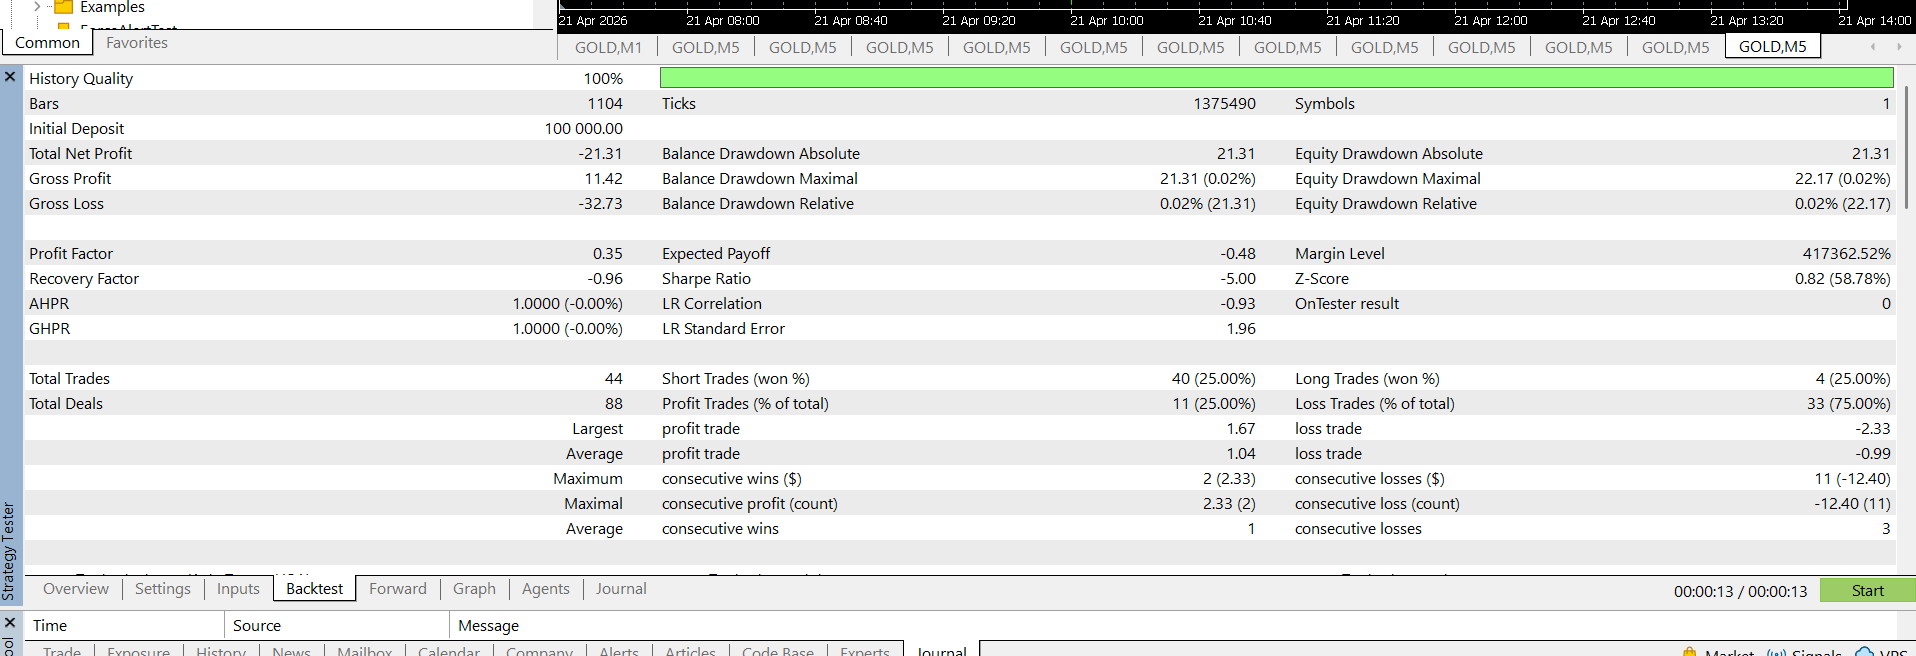 Examples
21 Apr 2026 21 Apr 08:00 21 Apr 08:40 21 Apr 09:20 21 Apr 10:00 21 Apr 10:40 21 Apr 11:20 21 Apr 12:00 21 Apr 12:40 21 Apr 13:20 21 Apr 14:00
Common Favorites
GOLD,M1 GOLD,M5 GOLD,M5 GOLD,M5 GOLD,M5 GOLD,M5 GOLD,M5 GOLD,M5 GOLD,M5 GOLD,M5 GOLD,M5 GOLD,M5 GOLD,M5
History Quality 100%
Bars 1104 Ticks 1375490 Symbols 1
Initial Deposit 100 000.00
Total Net Profit -21.31 Balance Drawdown Absolute 21.31 Equity Drawdown Absolute 21.31
Gross Profit 11.42 Balance Drawdown Maximal 21.31 (0.02%) Equity Drawdown Maximal 22.17 (0.02%)
Gross Loss -32.73 Balance Drawdown Relative 0.02% (21.31) Equity Drawdown Relative 0.02% (22.17)
Profit Factor 0.35 Expected Payoff -0.48 Margin Level 417362.52%
Recovery Factor -0.96 Sharpe Ratio -5.00 Z-Score 0.82 (58.78%)
AHPR 1.0000 (-0.00%) LR Correlation -0.93 OnTester result 0
GHPR 1.0000 (-0.00%) LR Standard Error 1.96
Total Trades 44 Short Trades (won %) 40 (25.00%) Long Trades (won %) 4 (25.00%)
Total Deals 88 Profit Trades (% of total) 11 (25.00%) Loss Trades (% of total) 33 (75.00%)
Largest profit trade 1.67 loss trade -2.33
Average profit trade 1.04 loss trade -0.99
Maximum consecutive wins ($) 2 (2.33) consecutive losses ($) 11 (-12.40)
Maximal consecutive profit (count) 2.33 (2) consecutive loss (count) -12.40 (11)
Average consecutive wins 1 consecutive losses 3
Strategy Tester
Overview Settings Inputs Backtest Forward Graph Agents Journal 00:00:13 / 00:00:13 Start
Time Source Message
Trade Exposure History News Mailbox Calendar Company Alerts Articles Code Base Experts Journal Market Signals VPS